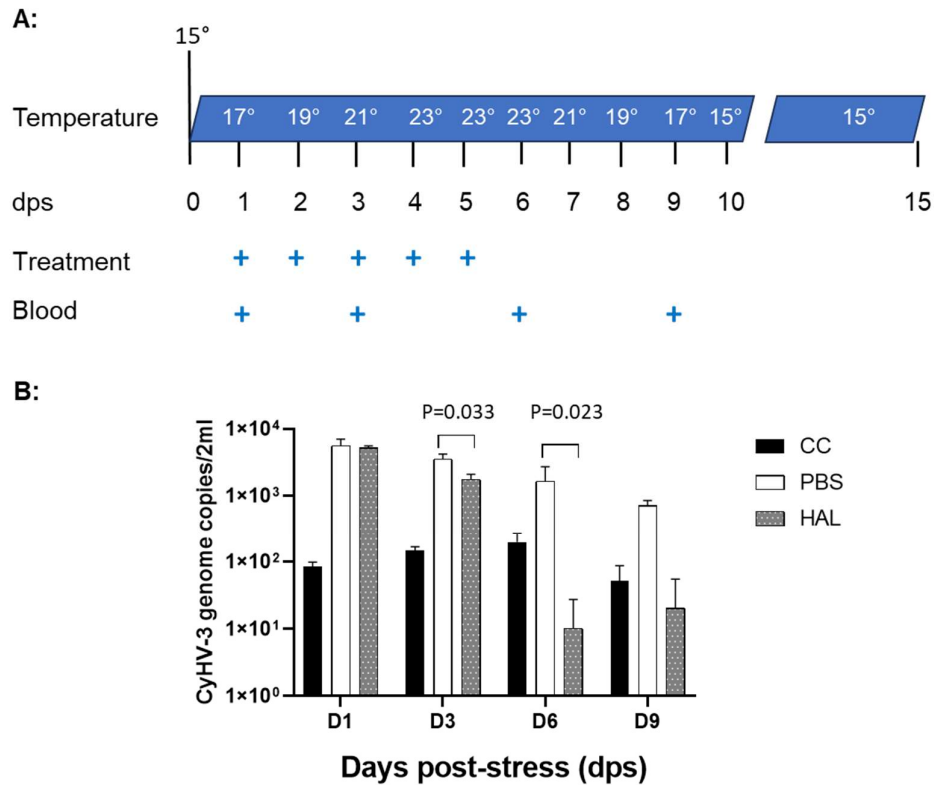 A:
15°
Temperature 17° 19° 21° 23° 23° 23° 21° 19° 17° 15° 15°
dps 0 1 2 3 4 5 6 7 8 9 10 15
Treatment + + + + +
Blood + + + +
B:
P=0.033 P=0.023
CyHV-3 genome copies/2ml
1×10⁴
1×10³
1×10²
1×10¹
1×10⁰
CC
PBS
HAL
D1 D3 D6 D9
Days post-stress (dps)